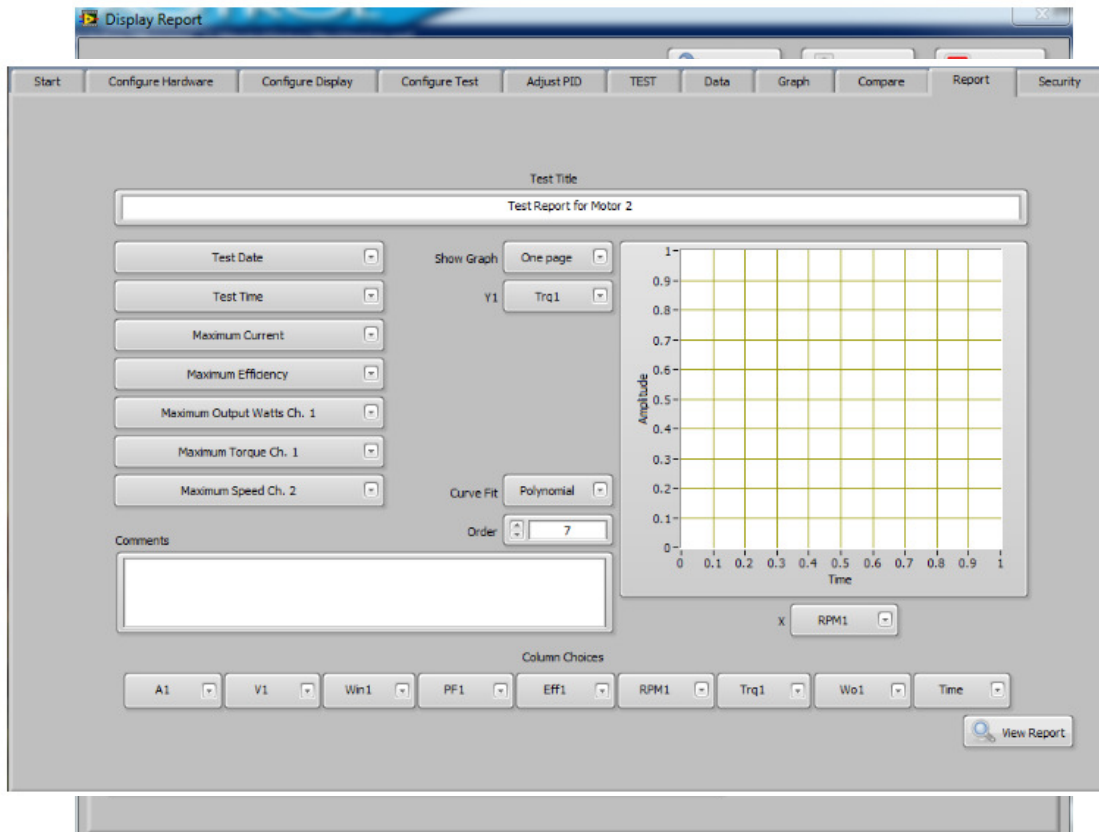 Display Report
Start Configure Hardware Configure Display Configure Test Adjust PID TEST Data Graph Compare Report Security
Test Title
Test Report for Motor 2
Test Date
Test Time
Maximum Current
Maximum Efficiency
Maximum Output Watts Ch. 1
Maximum Torque Ch. 1
Maximum Speed Ch. 2
Show Graph One page
Y1 Trq1
Curve Fit Polynomial
Order 7
Comments
1
0.9
0.8
0.7
0.6
0.5
0.4
0.3
0.2
0.1
0
Amplitude
0 0.1 0.2 0.3 0.4 0.5 0.6 0.7 0.8 0.9 1
Time
X RPM1
Column Choices
A1 V1 Win1 PF1 Eff1 RPM1 Trq1 Wo1 Time
View Report